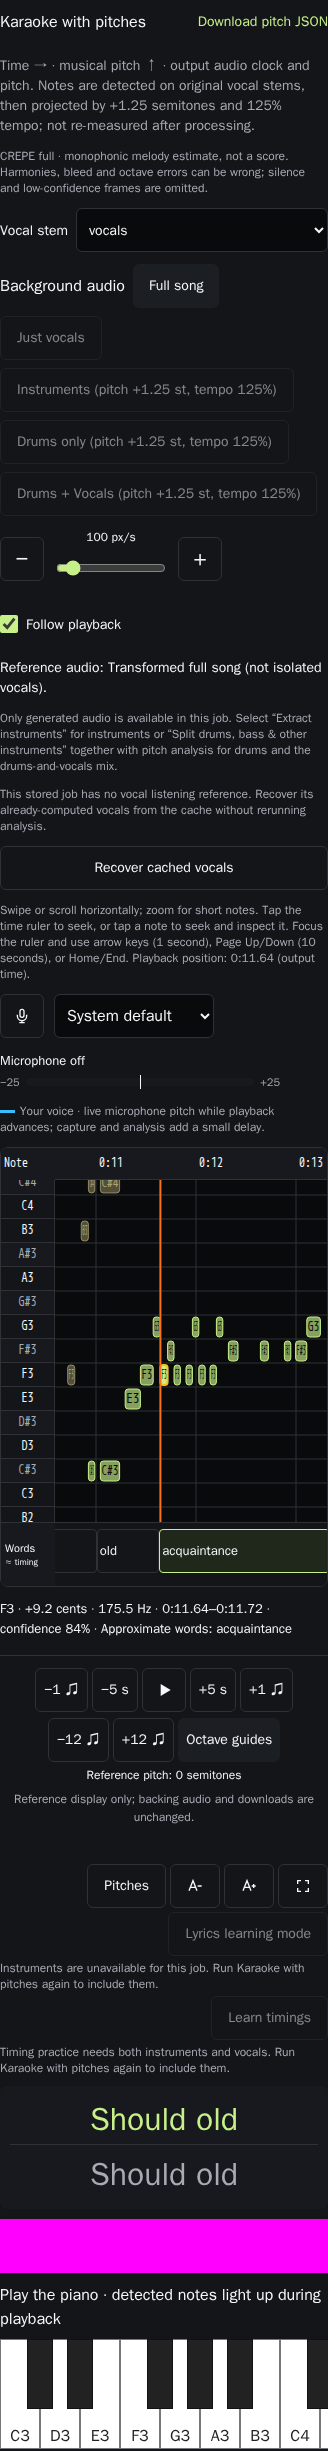 Karaoke with pitches
Download pitch JSON
Time → · musical pitch ↑ · output audio clock and
pitch. Notes are detected on original vocal stems,
then projected by +1.25 semitones and 125%
tempo; not re-measured after processing.
CREPE full · monophonic melody estimate, not a score.
Harmonies, bleed and octave errors can be wrong; silence
and low-confidence frames are omitted.
Vocal stem
vocals
Background audio
Full song
Just vocals
Instruments (pitch +1.25 st, tempo 125%)
Drums only (pitch +1.25 st, tempo 125%)
Drums + Vocals (pitch +1.25 st, tempo 125%)
100 px/s
− +
Follow playback
Reference audio: Transformed full song (not isolated
vocals).
Only generated audio is available in this job. Select “Extract
instruments” for instruments or “Split drums, bass & other
instruments” together with pitch analysis for drums and the
drums-and-vocals mix.
This stored job has no vocal listening reference. Recover its
already-computed vocals from the cache without rerunning
analysis.
Recover cached vocals
Swipe or scroll horizontally; zoom for short notes. Tap the
time ruler to seek, or tap a note to seek and inspect it. Focus
the ruler and use arrow keys (1 second), Page Up/Down (10
seconds), or Home/End. Playback position: 0:11.64 (output
time).
System default
Microphone off
−25 +25
Your voice · live microphone pitch while playback
advances; capture and analysis add a small delay.
Note 0:11 0:12 0:13
C#4 C#4
C4
B3
A#3
A3
G#3
G3 G3
F#3
F3 F3
E3 E3
D#3
D3
C#3 C#3
C3
B2
Words
≈ timing
old
acquaintance
F3 · +9.2 cents · 175.5 Hz · 0:11.64–0:11.72 ·
confidence 84% · Approximate words: acquaintance
−1 ♫ −5 s ▶ +5 s +1 ♫
−12 ♫ +12 ♫ Octave guides
Reference pitch: 0 semitones
Reference display only; backing audio and downloads are
unchanged.
Pitches A- A+
Lyrics learning mode
Instruments are unavailable for this job. Run Karaoke with
pitches again to include them.
Learn timings
Timing practice needs both instruments and vocals. Run
Karaoke with pitches again to include them.
Should old
Should old
Play the piano · detected notes light up during
playback
C3 D3 E3 F3 G3 A3 B3 C4